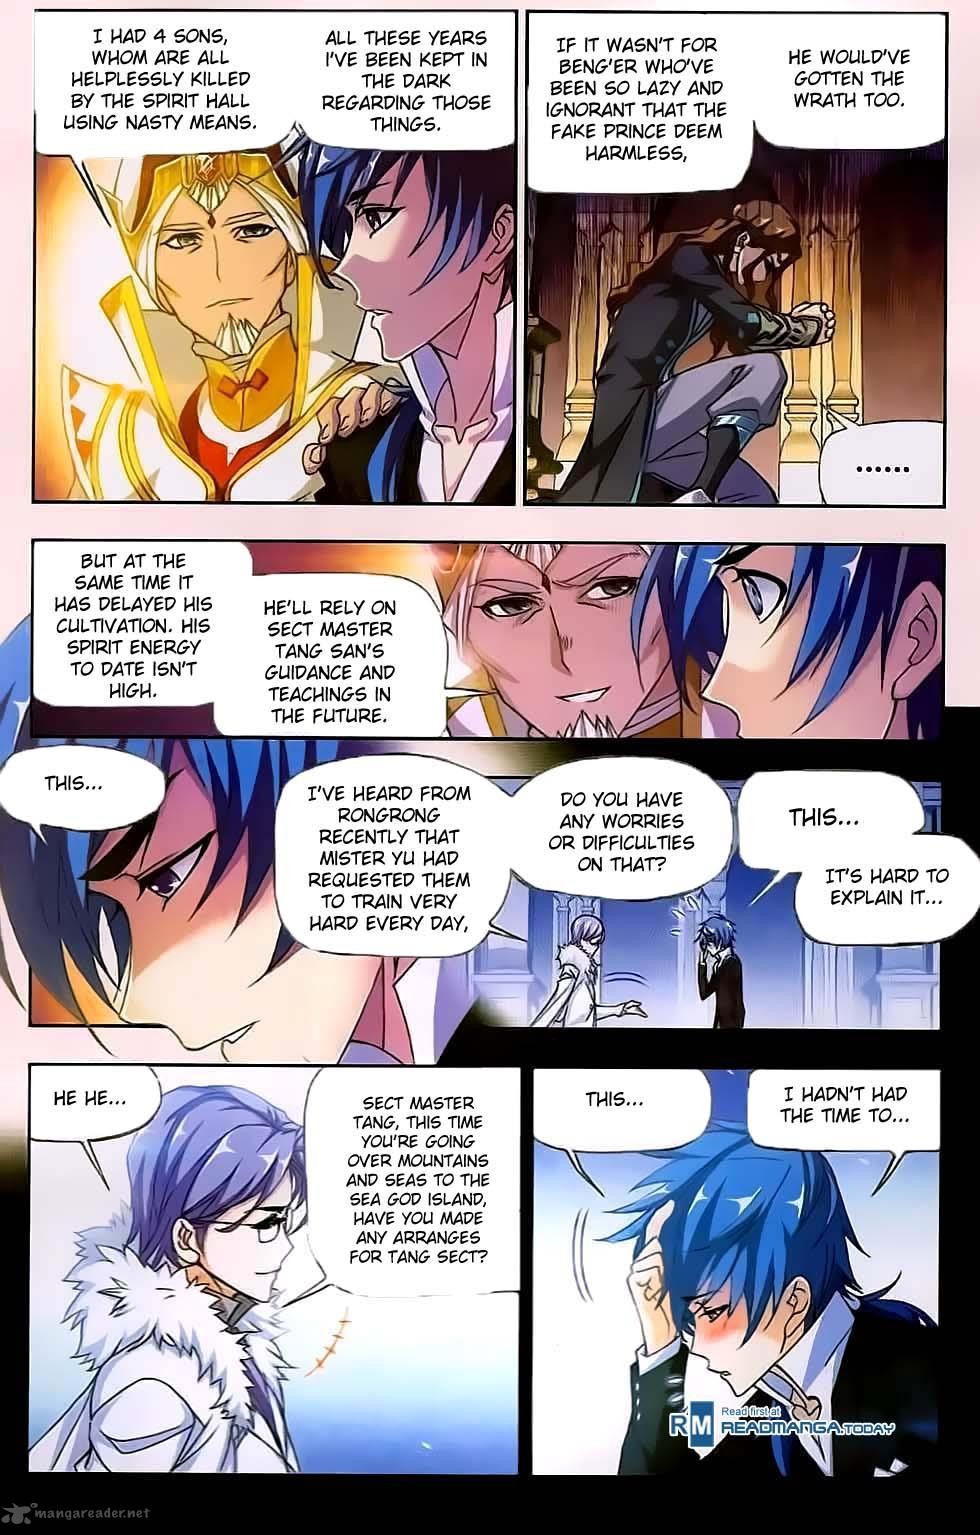 I HAD 4 SONS,
WHOM ARE ALL
HELPLESSLY KILLED
BY THE SPIRIT HALL
USING NASTY MEANS.
ALL THESE YEARS
I'VE BEEN KEPT IN
THE DARK
REGARDING THOSE
THINGS.
IF IT WASN'T FOR
BENG'ER WHO'VE
BEEN SO LAZY AND
IGNORANT THAT THE
FAKE PRINCE DEEM
HARMLESS,
HE WOULD'VE
GOTTEN THE
WRATH TOO.
......
BUT AT THE
SAME TIME IT
HAS DELAYED HIS
CULTIVATION. HIS
SPIRIT ENERGY
TO DATE ISN'T
HIGH.
HE'LL RELY ON
SECT MASTER
TANG SAN'S
GUIDANCE AND
TEACHINGS IN
THE FUTURE.
THIS...
I'VE HEARD FROM
RONGRONG
RECENTLY THAT
MISTER YU HAD
REQUESTED THEM
TO TRAIN VERY
HARD EVERY DAY,
DO YOU HAVE
ANY WORRIES
OR DIFFICULTIES
ON THAT?
THIS...
IT'S HARD TO
EXPLAIN IT...
HE HE...
SECT MASTER
TANG, THIS TIME
YOU'RE GOING
OVER MOUNTAINS
AND SEAS TO THE
SEA GOD ISLAND,
HAVE YOU MADE
ANY ARRANGES
FOR TANG SECT?
THIS...
I HADN'T HAD
THE TIME TO...
RM
Read first at
READMANGA.TODAY
mangareader.net